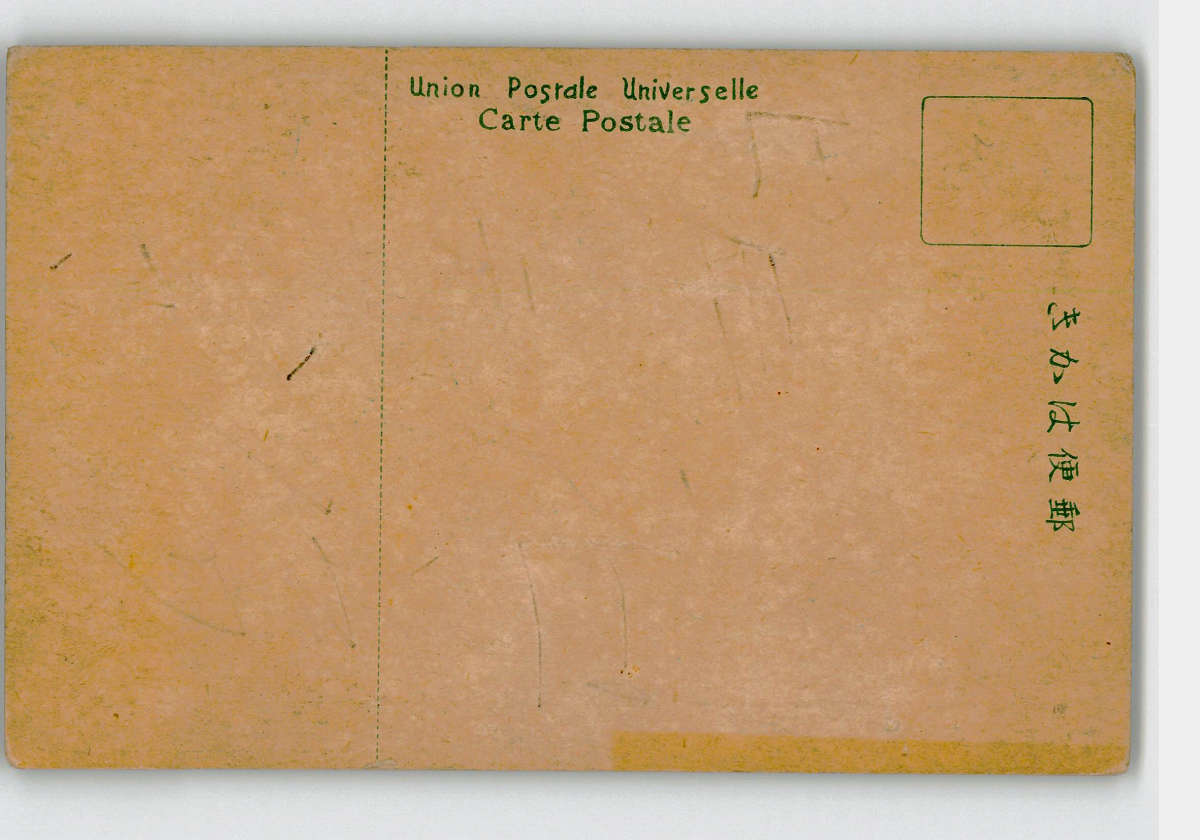 Union Postale Universelle
Carte Postale
郵便はかき